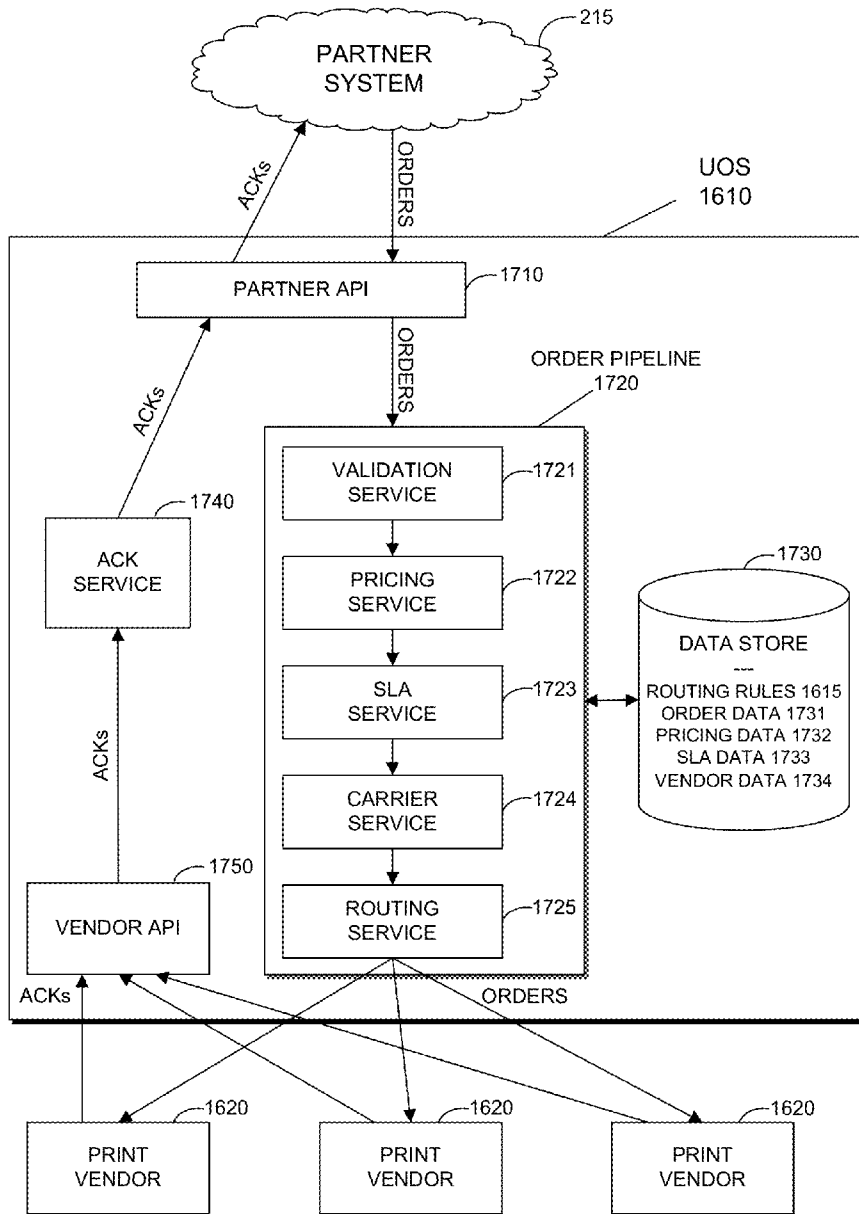 215
PARTNER
SYSTEM
ACKs
ORDERS
UOS
1610
PARTNER API
1710
ACKs
ORDERS
ORDER PIPELINE
1720
VALIDATION
SERVICE
1721
1740
ACK
SERVICE
PRICING
SERVICE
1722
1730
DATA STORE
---
ROUTING RULES 1615
ORDER DATA 1731
PRICING DATA 1732
SLA DATA 1733
VENDOR DATA 1734
SLA
SERVICE
1723
ACKs
CARRIER
SERVICE
1724
1750
VENDOR API
ROUTING
SERVICE
1725
ACKs
ORDERS
1620
PRINT
VENDOR
1620
PRINT
VENDOR
1620
PRINT
VENDOR